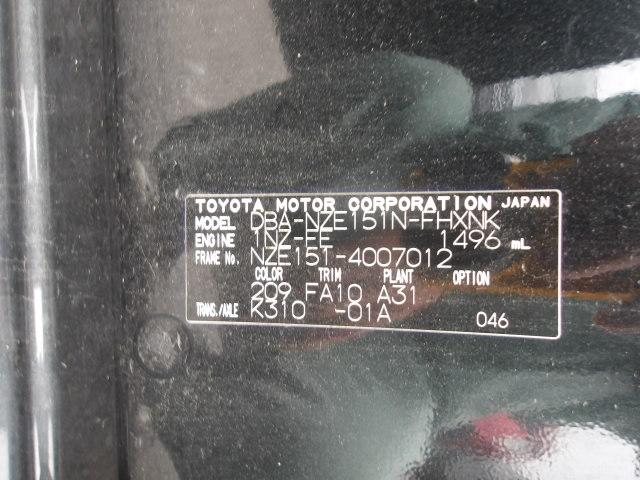 TOYOTA MOTOR CORPORATION JAPAN
MODEL DBA-NZE151N-FHXNK
ENGINE 1NZ-FE 1496 mL
FRAME No. NZE151-4007012
COLOR TRIM PLANT OPTION
209 FA10 A31
TRANS./AXLE K310 -01A
046